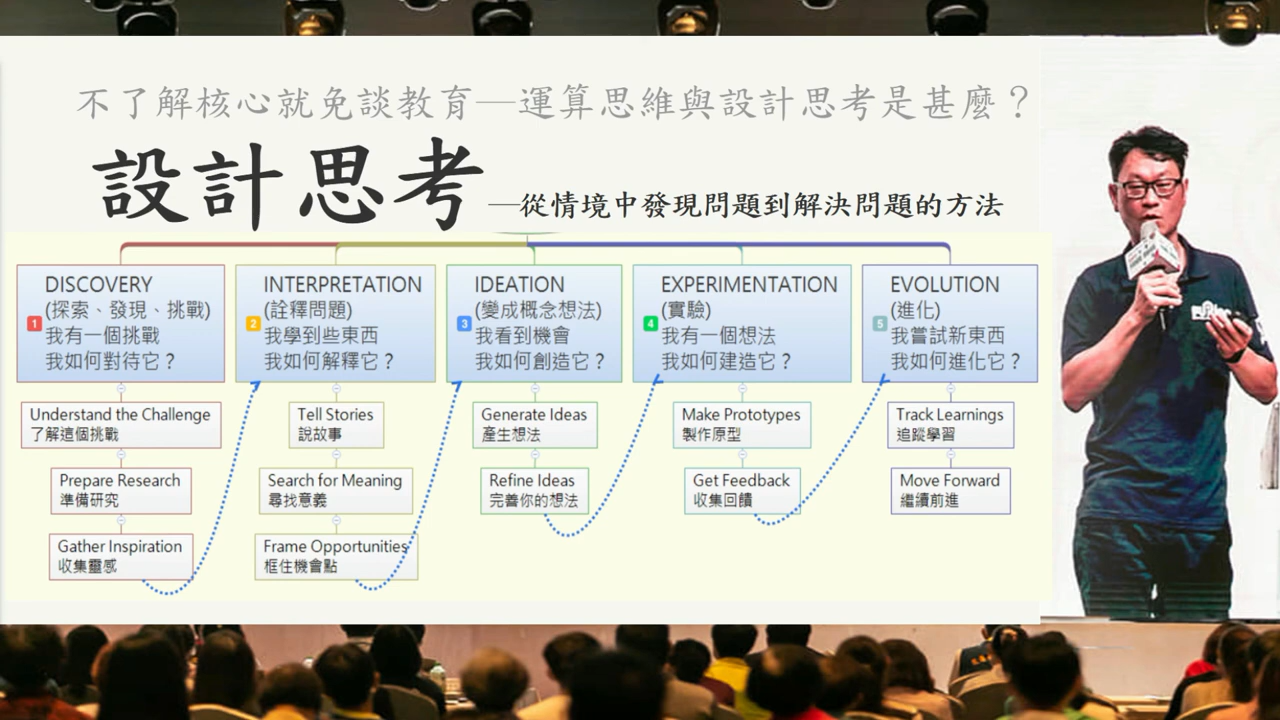 不了解核心就免談教育—運算思維與設計思考是甚麼？
設計思考—從情境中發現問題到解決問題的方法
1
DISCOVERY
(探索、發現、挑戰)
我有一個挑戰
我如何對待它？
Understand the Challenge
了解這個挑戰
Prepare Research
準備研究
Gather Inspiration
收集靈感
2
INTERPRETATION
(詮釋問題)
我學到些東西
我如何解釋它？
Tell Stories
說故事
Search for Meaning
尋找意義
Frame Opportunities
框住機會點
3
IDEATION
(變成概念想法)
我看到機會
我如何創造它？
Generate Ideas
產生想法
Refine Ideas
完善你的想法
4
EXPERIMENTATION
(實驗)
我有一個想法
我如何建造它？
Make Prototypes
製作原型
Get Feedback
收集回饋
5
EVOLUTION
(進化)
我嘗試新東西
我如何進化它？
Track Learnings
追蹤學習
Move Forward
繼續前進